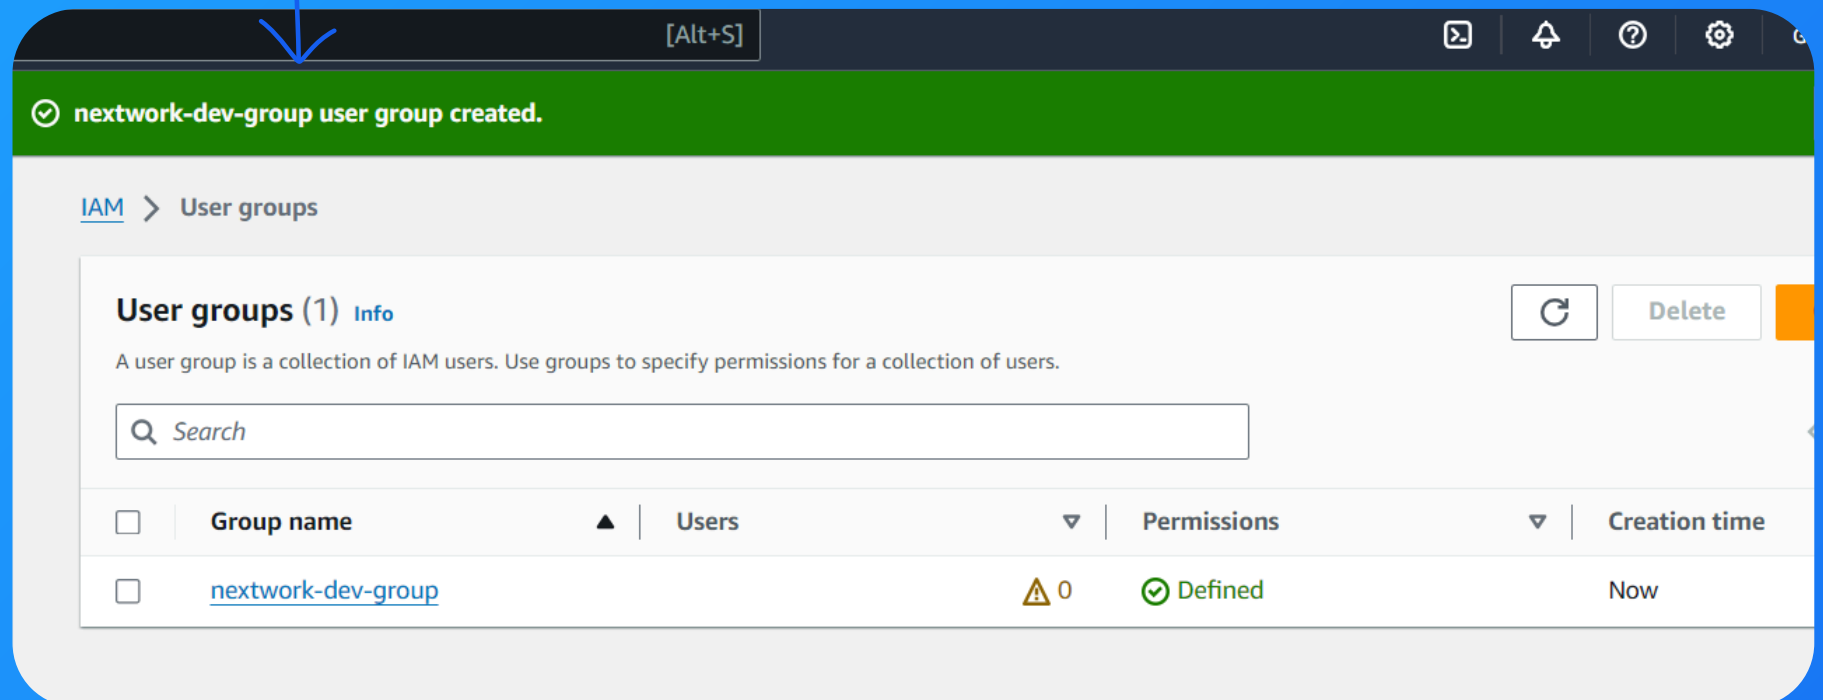 [Alt+S]
nextwork-dev-group user group created.
IAM User groups
User groups (1) Info
Delete
A user group is a collection of IAM users. Use groups to specify permissions for a collection of users.
Search
Group name Users Permissions Creation time
nextwork-dev-group 0 Defined Now